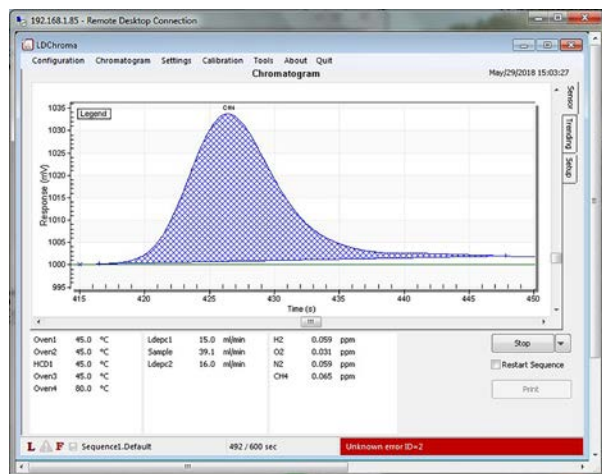 192.168.1.85 - Remote Desktop Connection
LDChroma
Configuration Chromatogram Settings Calibration Tools About Quit
Chromatogram May/29/2018 15:03:27
Legend
CH4
Response (mV)
1035
1030
1025
1020
1015
1010
1005
1000
995
415 420 425 430 435 440 445 450
Time (s)
Sensor
Trending
Setup
Oven1 45.0 °C Ldepc1 15.0 ml/min H2 0.059 ppm
Oven2 45.0 °C Sample 39.1 ml/min O2 0.031 ppm
HCD1 45.0 °C Ldepc2 16.0 ml/min N2 0.059 ppm
Oven3 45.0 °C CH4 0.065 ppm
Oven4 80.0 °C
Stop
Restart Sequence
Print
L F Sequence1.Default 492 / 600 sec Unknown error ID=2